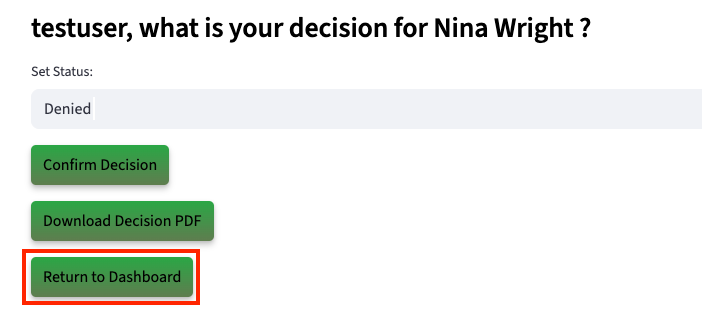 testuser, what is your decision for Nina Wright ?
Set Status:
Denied
Confirm Decision
Download Decision PDF
Return to Dashboard